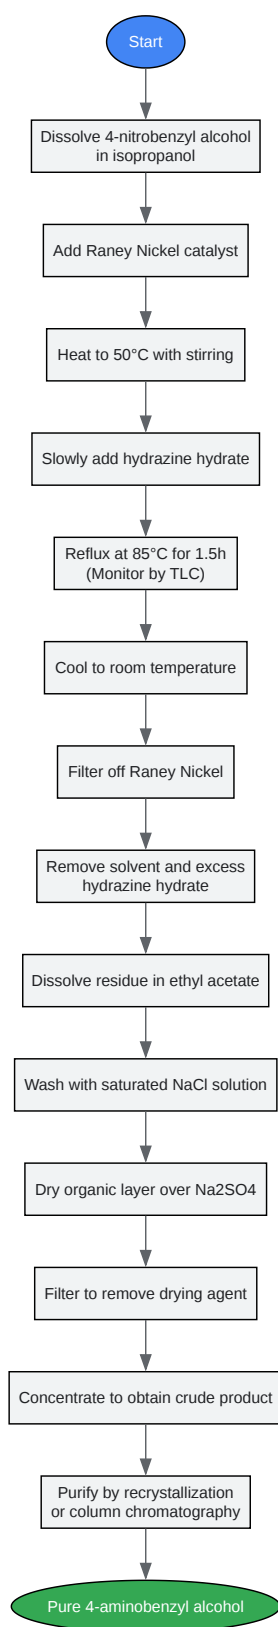 Start
Dissolve 4-nitrobenzyl alcohol
in isopropanol
Add Raney Nickel catalyst
Heat to 50°C with stirring
Slowly add hydrazine hydrate
Reflux at 85°C for 1.5h
(Monitor by TLC)
Cool to room temperature
Filter off Raney Nickel
Remove solvent and excess
hydrazine hydrate
Dissolve residue in ethyl acetate
Wash with saturated NaCl solution
Dry organic layer over Na2SO4
Filter to remove drying agent
Concentrate to obtain crude product
Purify by recrystallization
or column chromatography
Pure 4-aminobenzyl alcohol